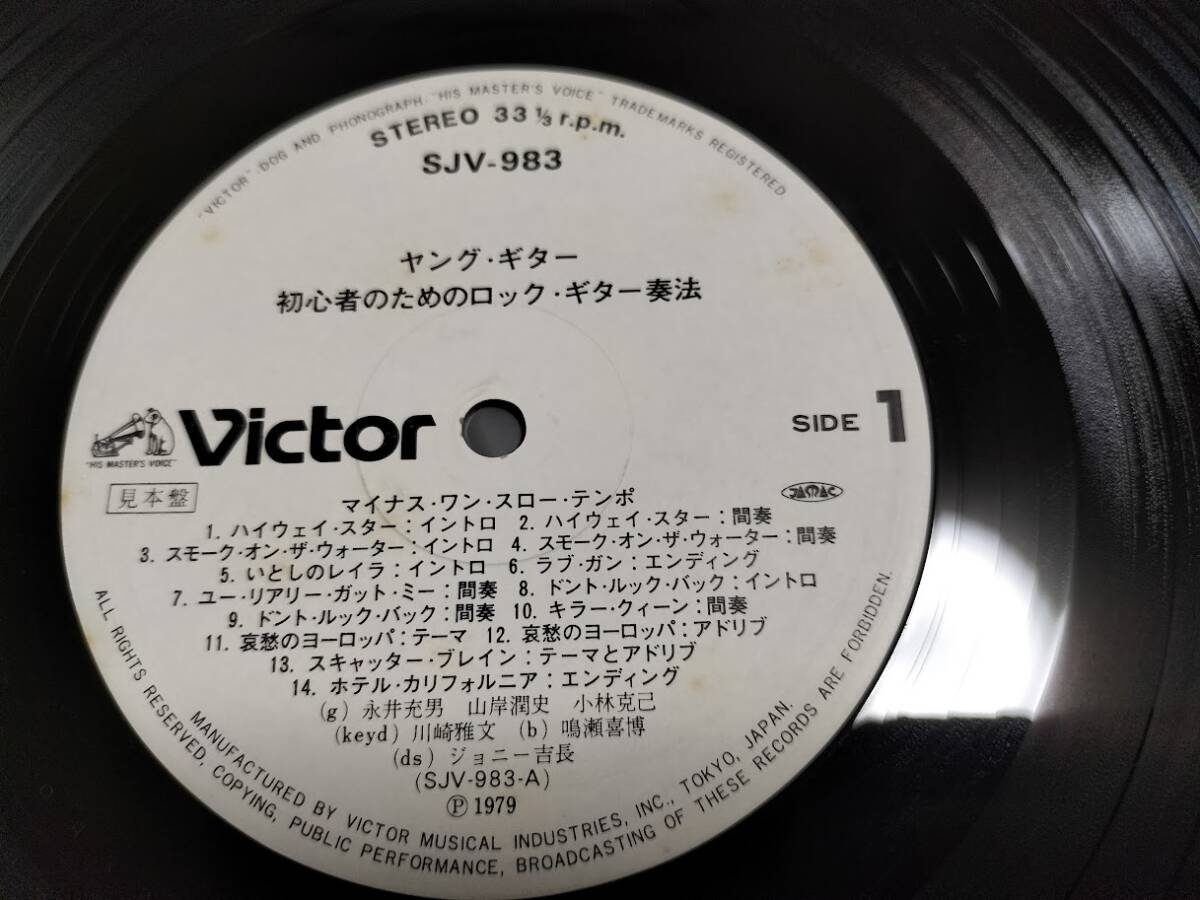 "VICTOR" DOG AND PHONOGRAPH "HIS MASTER'S VOICE" TRADEMARKS REGISTERED.
STEREO 33 ⅓ r.p.m.
SJV-983
ヤング・ギター
初心者のためのロック・ギター奏法
Victor
SIDE 1
"HIS MASTER'S VOICE"
見本盤
マイナス・ワン・スロー・テンポ
JAMAC
1. ハイウェイ・スター：イントロ 2. ハイウェイ・スター：間奏
3. スモーク・オン・ザ・ウォーター：イントロ 4. スモーク・オン・ザ・ウォーター：間奏
5. いとしのレイラ：イントロ 6. ラブ・ガン：エンディング
7. ユー・リアリー・ガット・ミー：間奏 8. ドント・ルック・バック：イントロ
9. ドント・ルック・バック：間奏 10. キラー・クィーン：間奏
11. 哀愁のヨーロッパ：テーマ 12. 哀愁のヨーロッパ：アドリブ
13. スキャッター・ブレイン：テーマとアドリブ
14. ホテル・カリフォルニア：エンディング
(g) 永井充男 山岸潤史 小林克己
(keyd) 川崎雅文 (b) 鳴瀬喜博
(ds) ジョニー吉長
(SJV-983-A)
Ⓟ 1979
MANUFACTURED BY VICTOR MUSICAL INDUSTRIES, INC., TOKYO, JAPAN.
ALL RIGHTS RESERVED, COPYING, PUBLIC PERFORMANCE, BROADCASTING OF THESE RECORDS ARE FORBIDDEN.